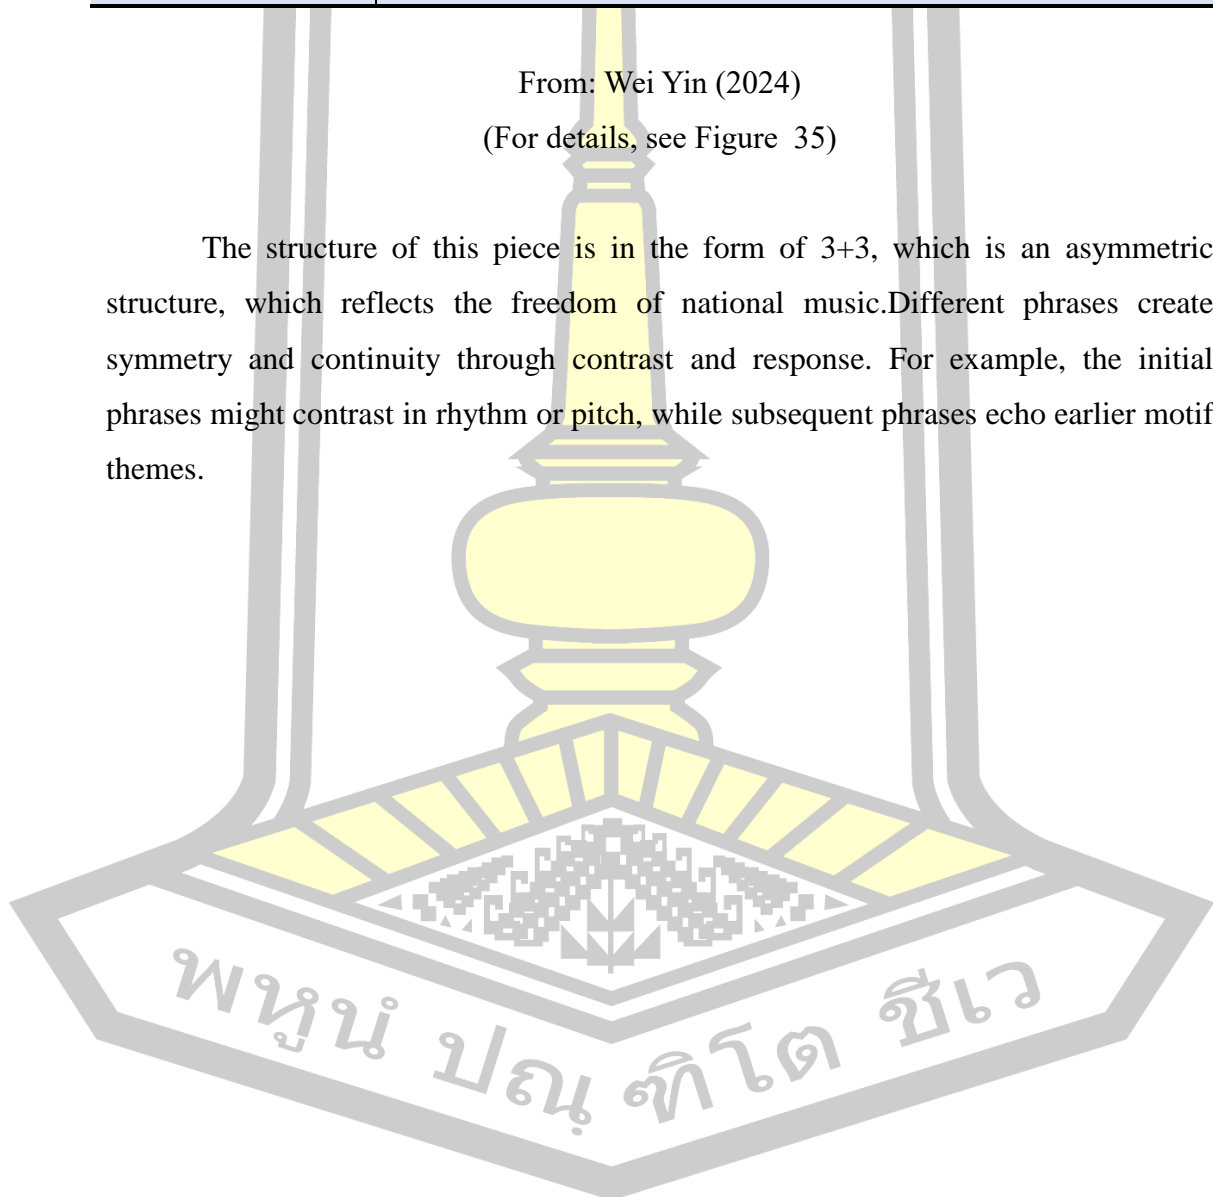 From: Wei Yin (2024)
(For details, see Figure  35)
The structure of this piece is in the form of 3+3, which is an asymmetric
structure, which reflects the freedom of national music.Different phrases create
symmetry and continuity through contrast and response. For example, the initial
phrases might contrast in rhythm or pitch, while subsequent phrases echo earlier motif
themes.
พหูนํ ปณฺฑิโต ชีเว